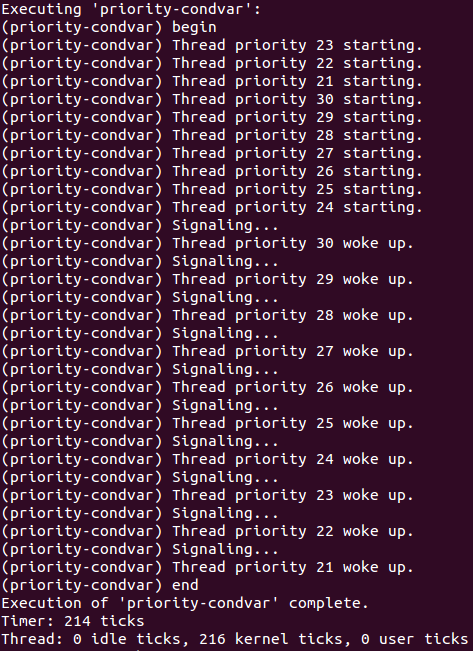 Executing 'priority-condvar':
(priority-condvar) begin
(priority-condvar) Thread priority 23 starting.
(priority-condvar) Thread priority 22 starting.
(priority-condvar) Thread priority 21 starting.
(priority-condvar) Thread priority 30 starting.
(priority-condvar) Thread priority 29 starting.
(priority-condvar) Thread priority 28 starting.
(priority-condvar) Thread priority 27 starting.
(priority-condvar) Thread priority 26 starting.
(priority-condvar) Thread priority 25 starting.
(priority-condvar) Thread priority 24 starting.
(priority-condvar) Signaling...
(priority-condvar) Thread priority 30 woke up.
(priority-condvar) Signaling...
(priority-condvar) Thread priority 29 woke up.
(priority-condvar) Signaling...
(priority-condvar) Thread priority 28 woke up.
(priority-condvar) Signaling...
(priority-condvar) Thread priority 27 woke up.
(priority-condvar) Signaling...
(priority-condvar) Thread priority 26 woke up.
(priority-condvar) Signaling...
(priority-condvar) Thread priority 25 woke up.
(priority-condvar) Signaling...
(priority-condvar) Thread priority 24 woke up.
(priority-condvar) Signaling...
(priority-condvar) Thread priority 23 woke up.
(priority-condvar) Signaling...
(priority-condvar) Thread priority 22 woke up.
(priority-condvar) Signaling...
(priority-condvar) Thread priority 21 woke up.
(priority-condvar) end
Execution of 'priority-condvar' complete.
Timer: 214 ticks
Thread: 0 idle ticks, 216 kernel ticks, 0 user ticks